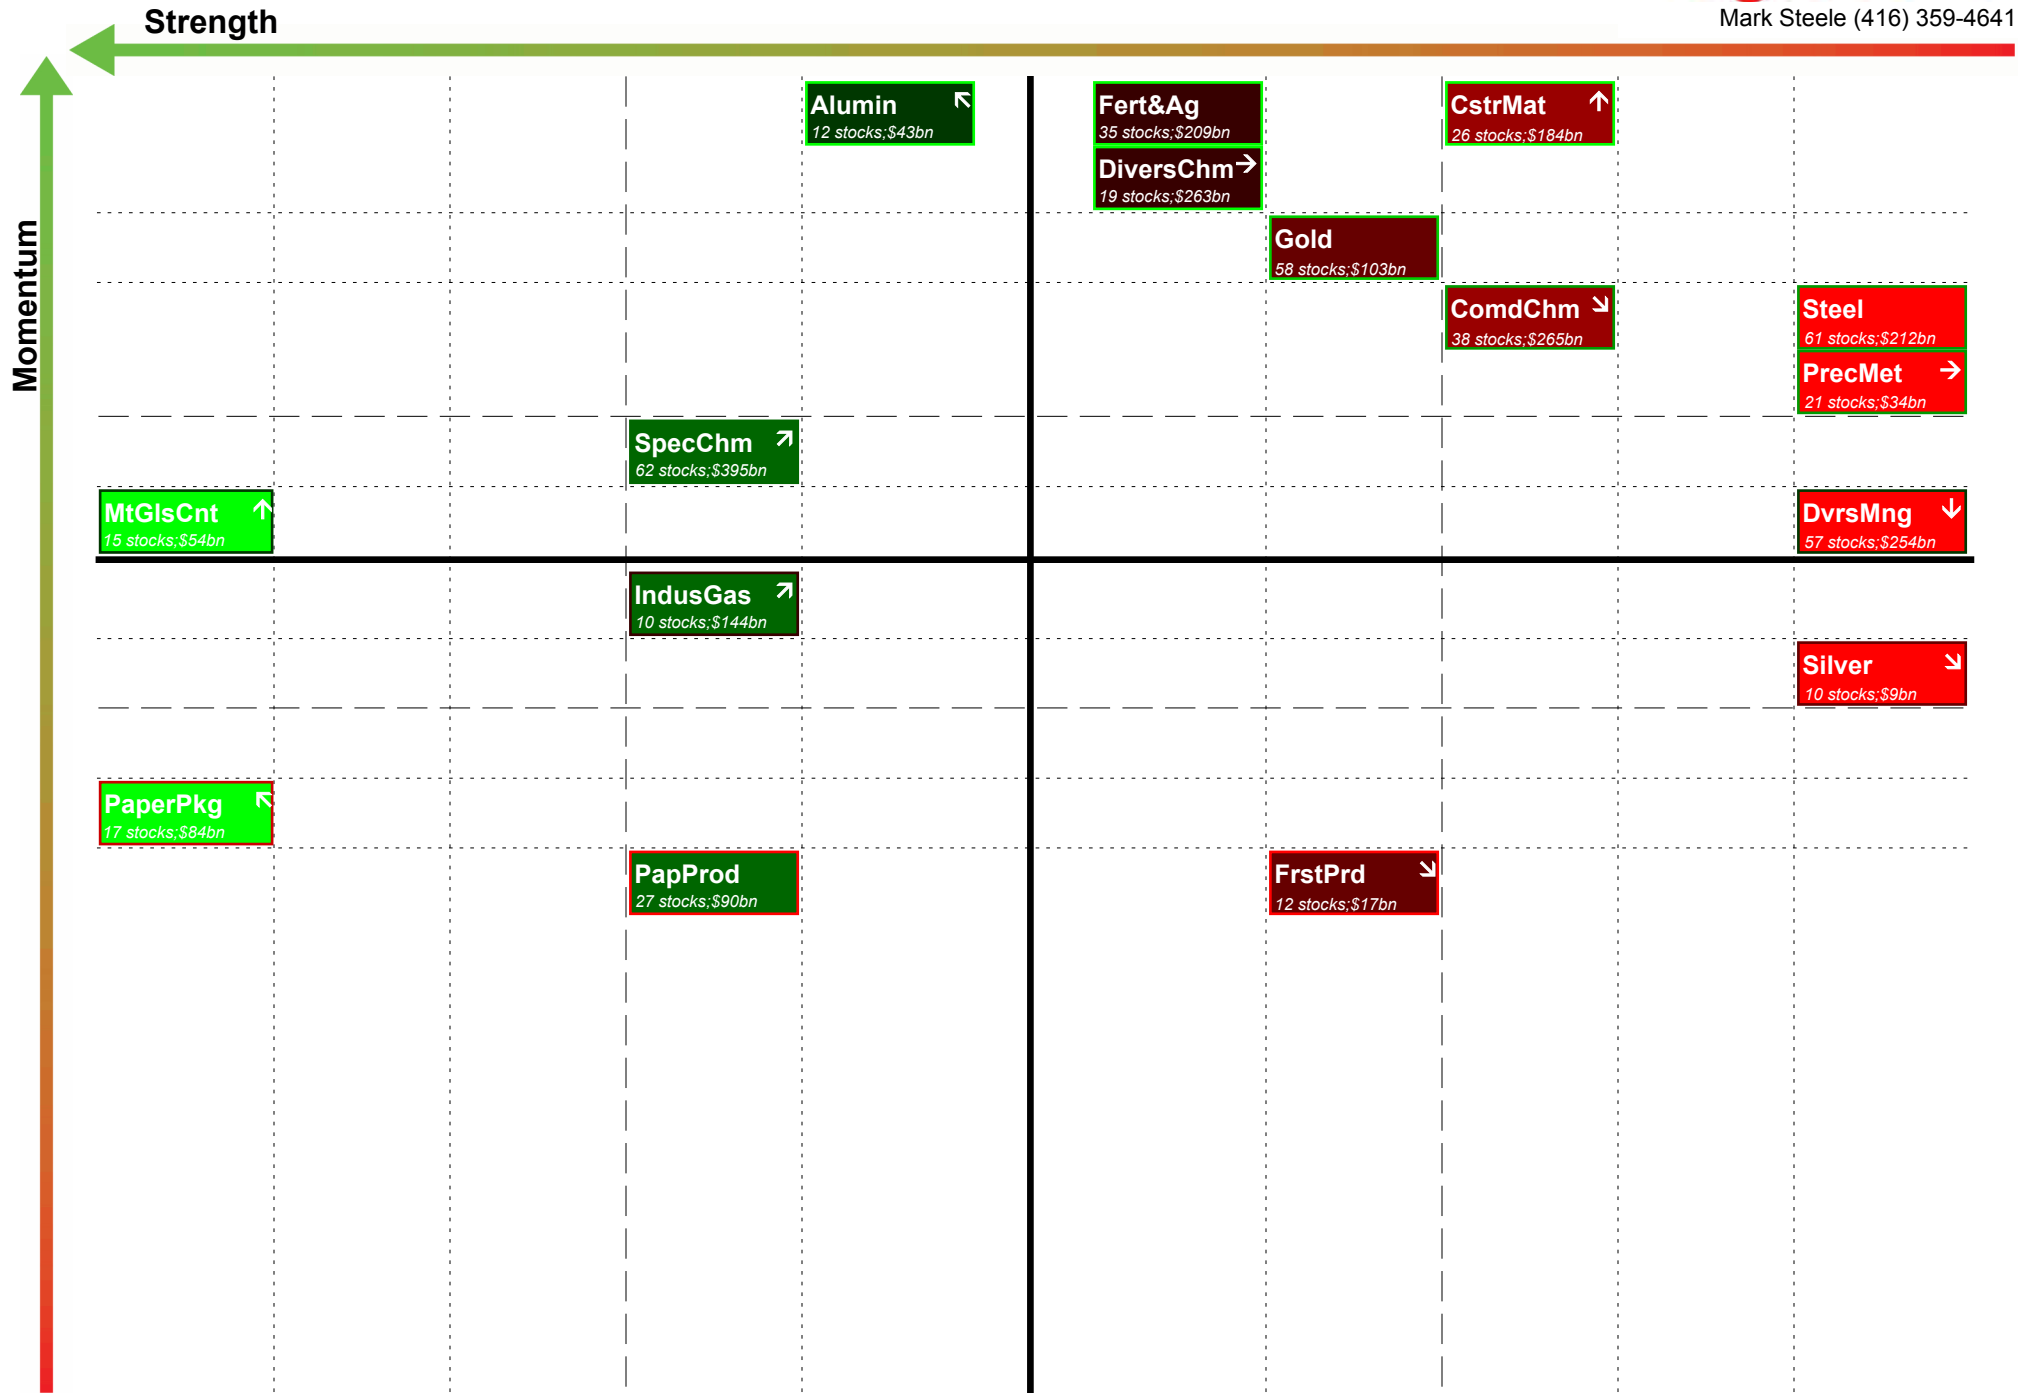 Strength
Mark Steele (416) 359-4641
Momentum
Alumin
12 stocks;$43bn
Fert&Ag
35 stocks;$209bn
CstrMat
26 stocks;$184bn
DiversChm
19 stocks;$263bn
Gold
58 stocks;$103bn
ComdChm
38 stocks;$265bn
Steel
61 stocks;$212bn
PrecMet
21 stocks;$34bn
SpecChm
62 stocks;$395bn
MtGlsCnt
15 stocks;$54bn
DvrsMng
57 stocks;$254bn
IndusGas
10 stocks;$144bn
Silver
10 stocks;$9bn
PaperPkg
17 stocks;$84bn
PapProd
27 stocks;$90bn
FrstPrd
12 stocks;$17bn